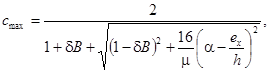 c_max = 2 / (1 + δB + √((1 − δB)² + (16/μ)(α − e_x/h)²)),